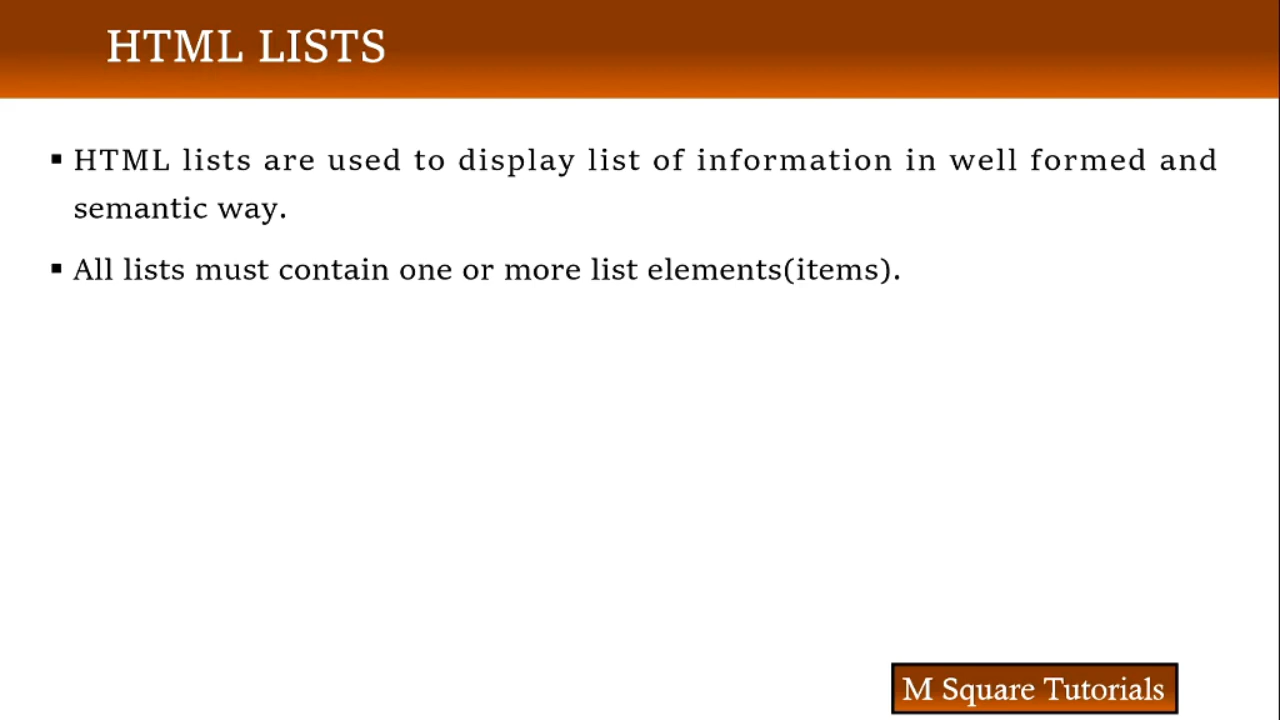 HTML LISTS
▪ HTML lists are used to display list of information in well formed and
semantic way.
▪ All lists must contain one or more list elements(items).
M Square Tutorials